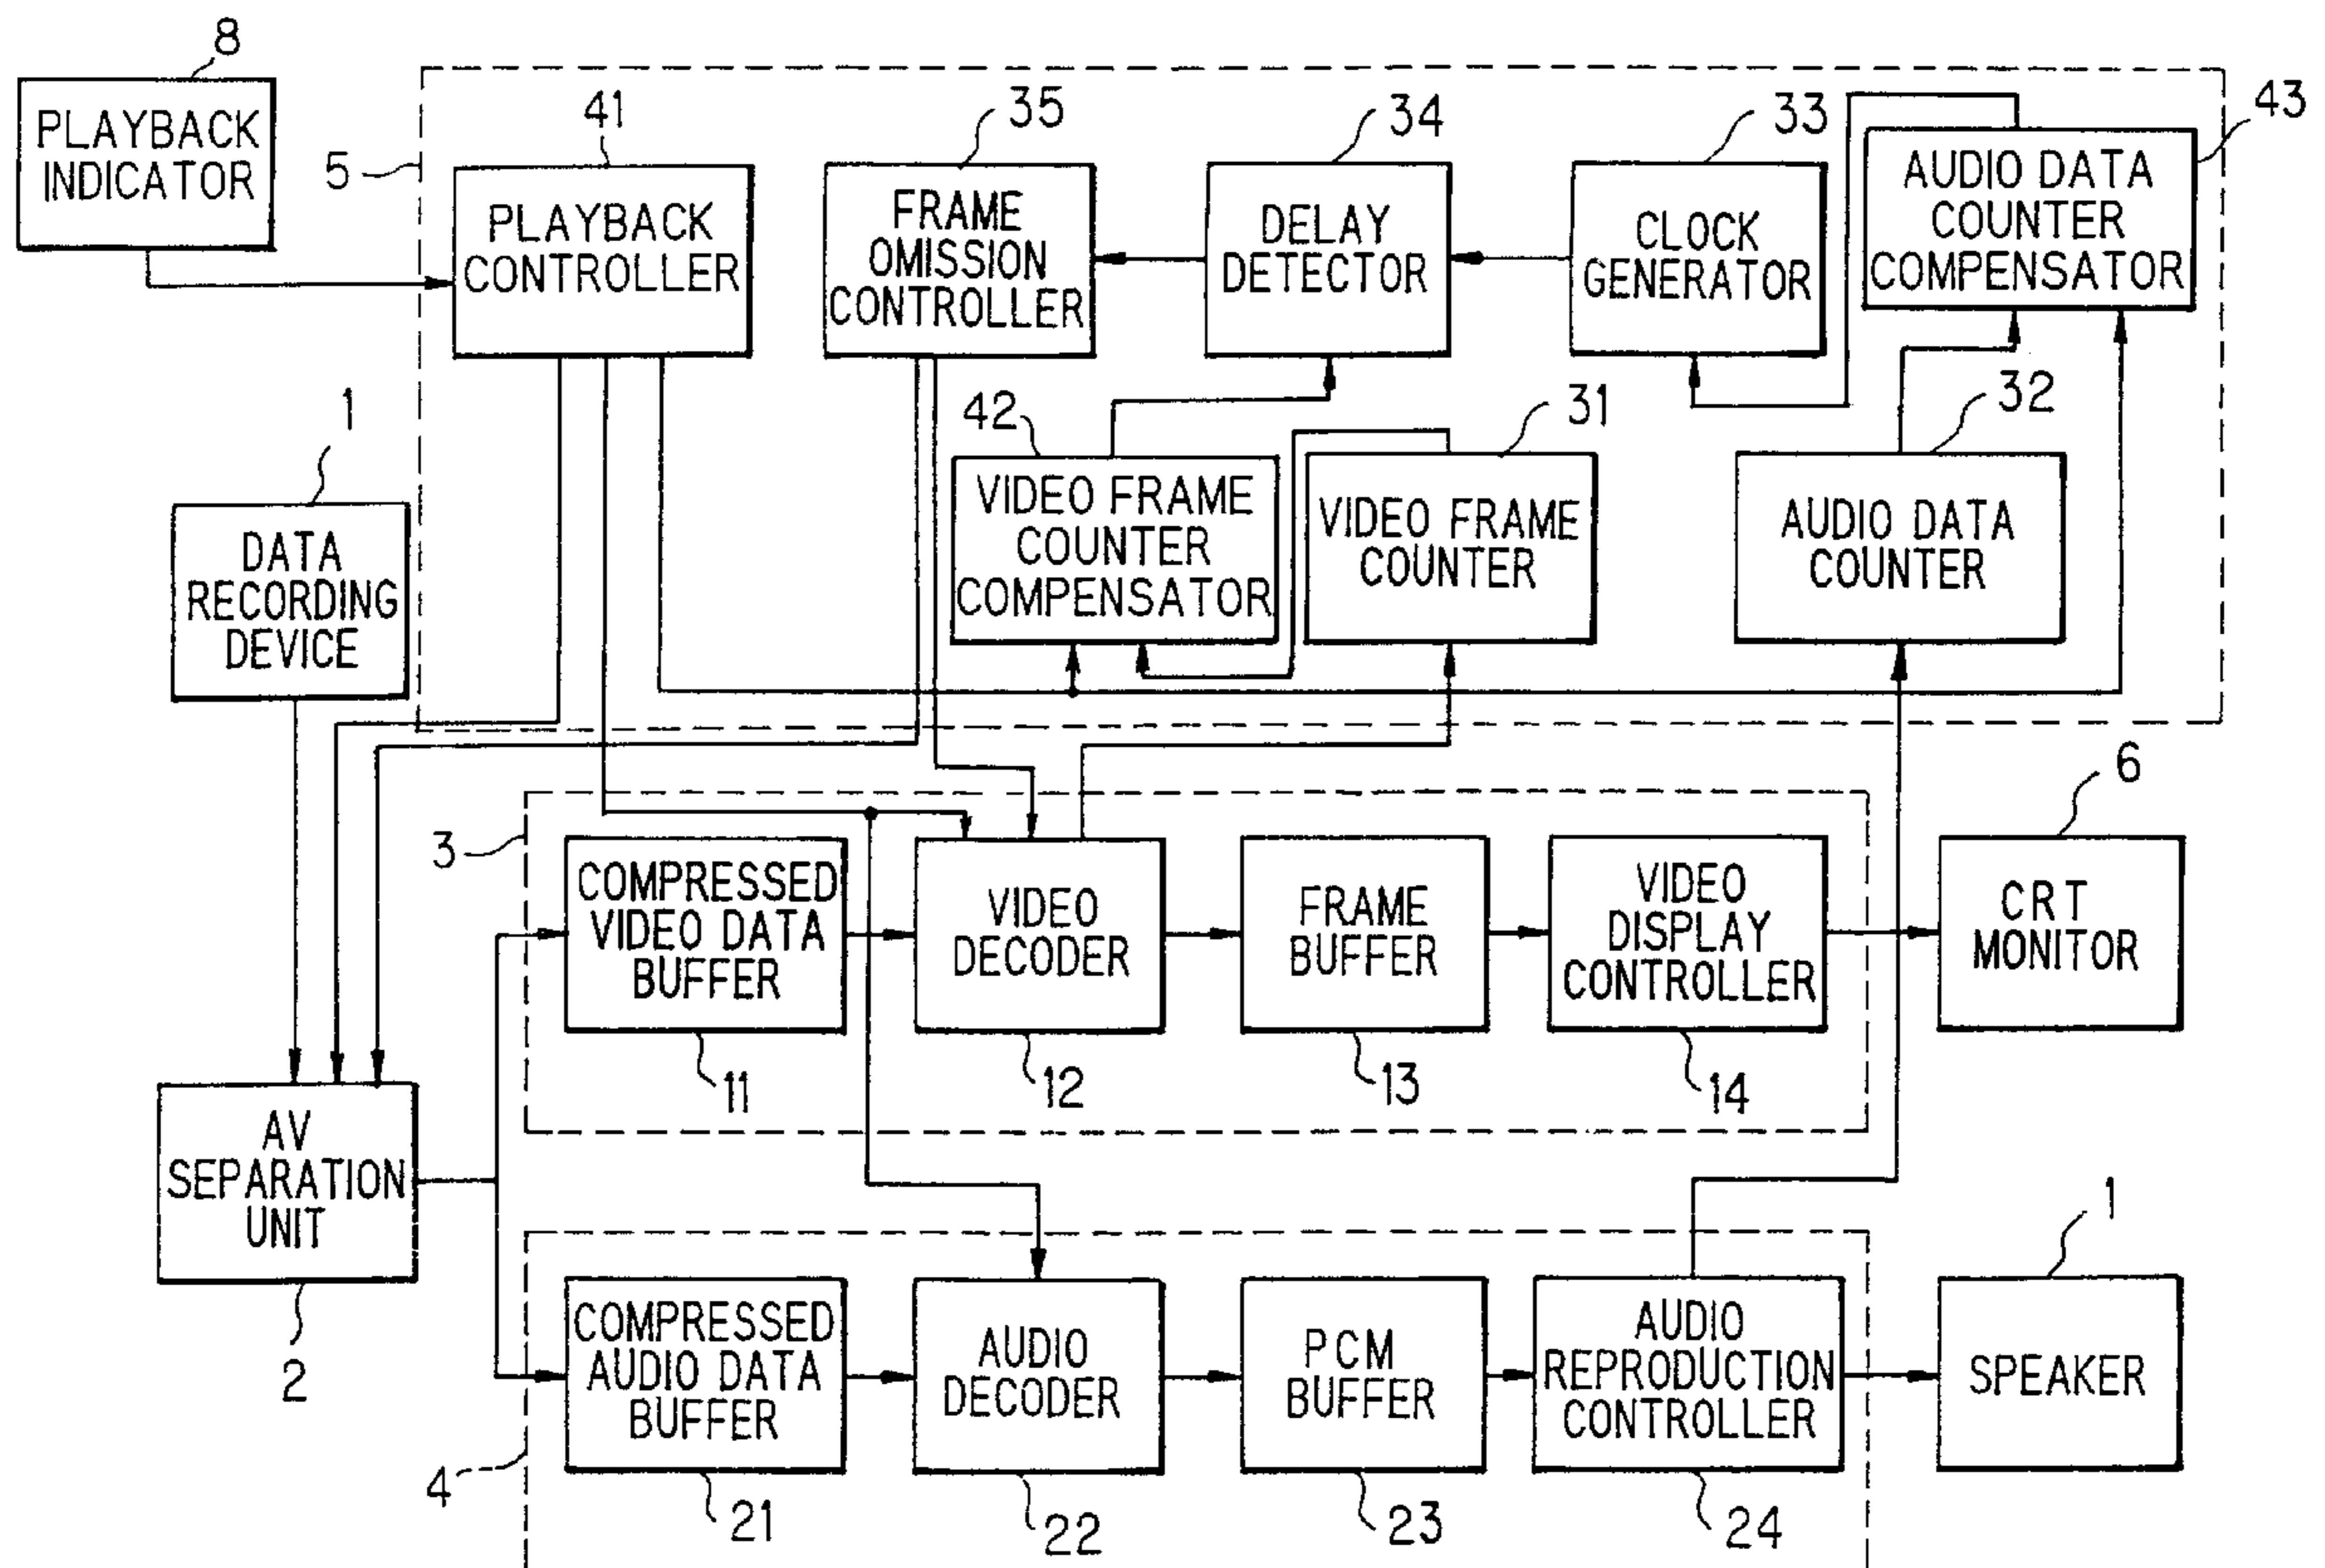 8
PLAYBACK
INDICATOR
5
41
PLAYBACK
CONTROLLER
35
FRAME
OMISSION
CONTROLLER
34
DELAY
DETECTOR
33
CLOCK
GENERATOR
43
AUDIO DATA
COUNTER
COMPENSATOR
1
DATA
RECORDING
DEVICE
42
VIDEO FRAME
COUNTER
COMPENSATOR
31
VIDEO FRAME
COUNTER
32
AUDIO DATA
COUNTER
3
COMPRESSED
VIDEO DATA
BUFFER
11
VIDEO
DECODER
12
FRAME
BUFFER
13
VIDEO
DISPLAY
CONTROLLER
14
6
CRT
MONITOR
AV
SEPARATION
UNIT
2
4
COMPRESSED
AUDIO DATA
BUFFER
21
AUDIO
DECODER
22
PCM
BUFFER
23
AUDIO
REPRODUCTION
CONTROLLER
24
1
SPEAKER